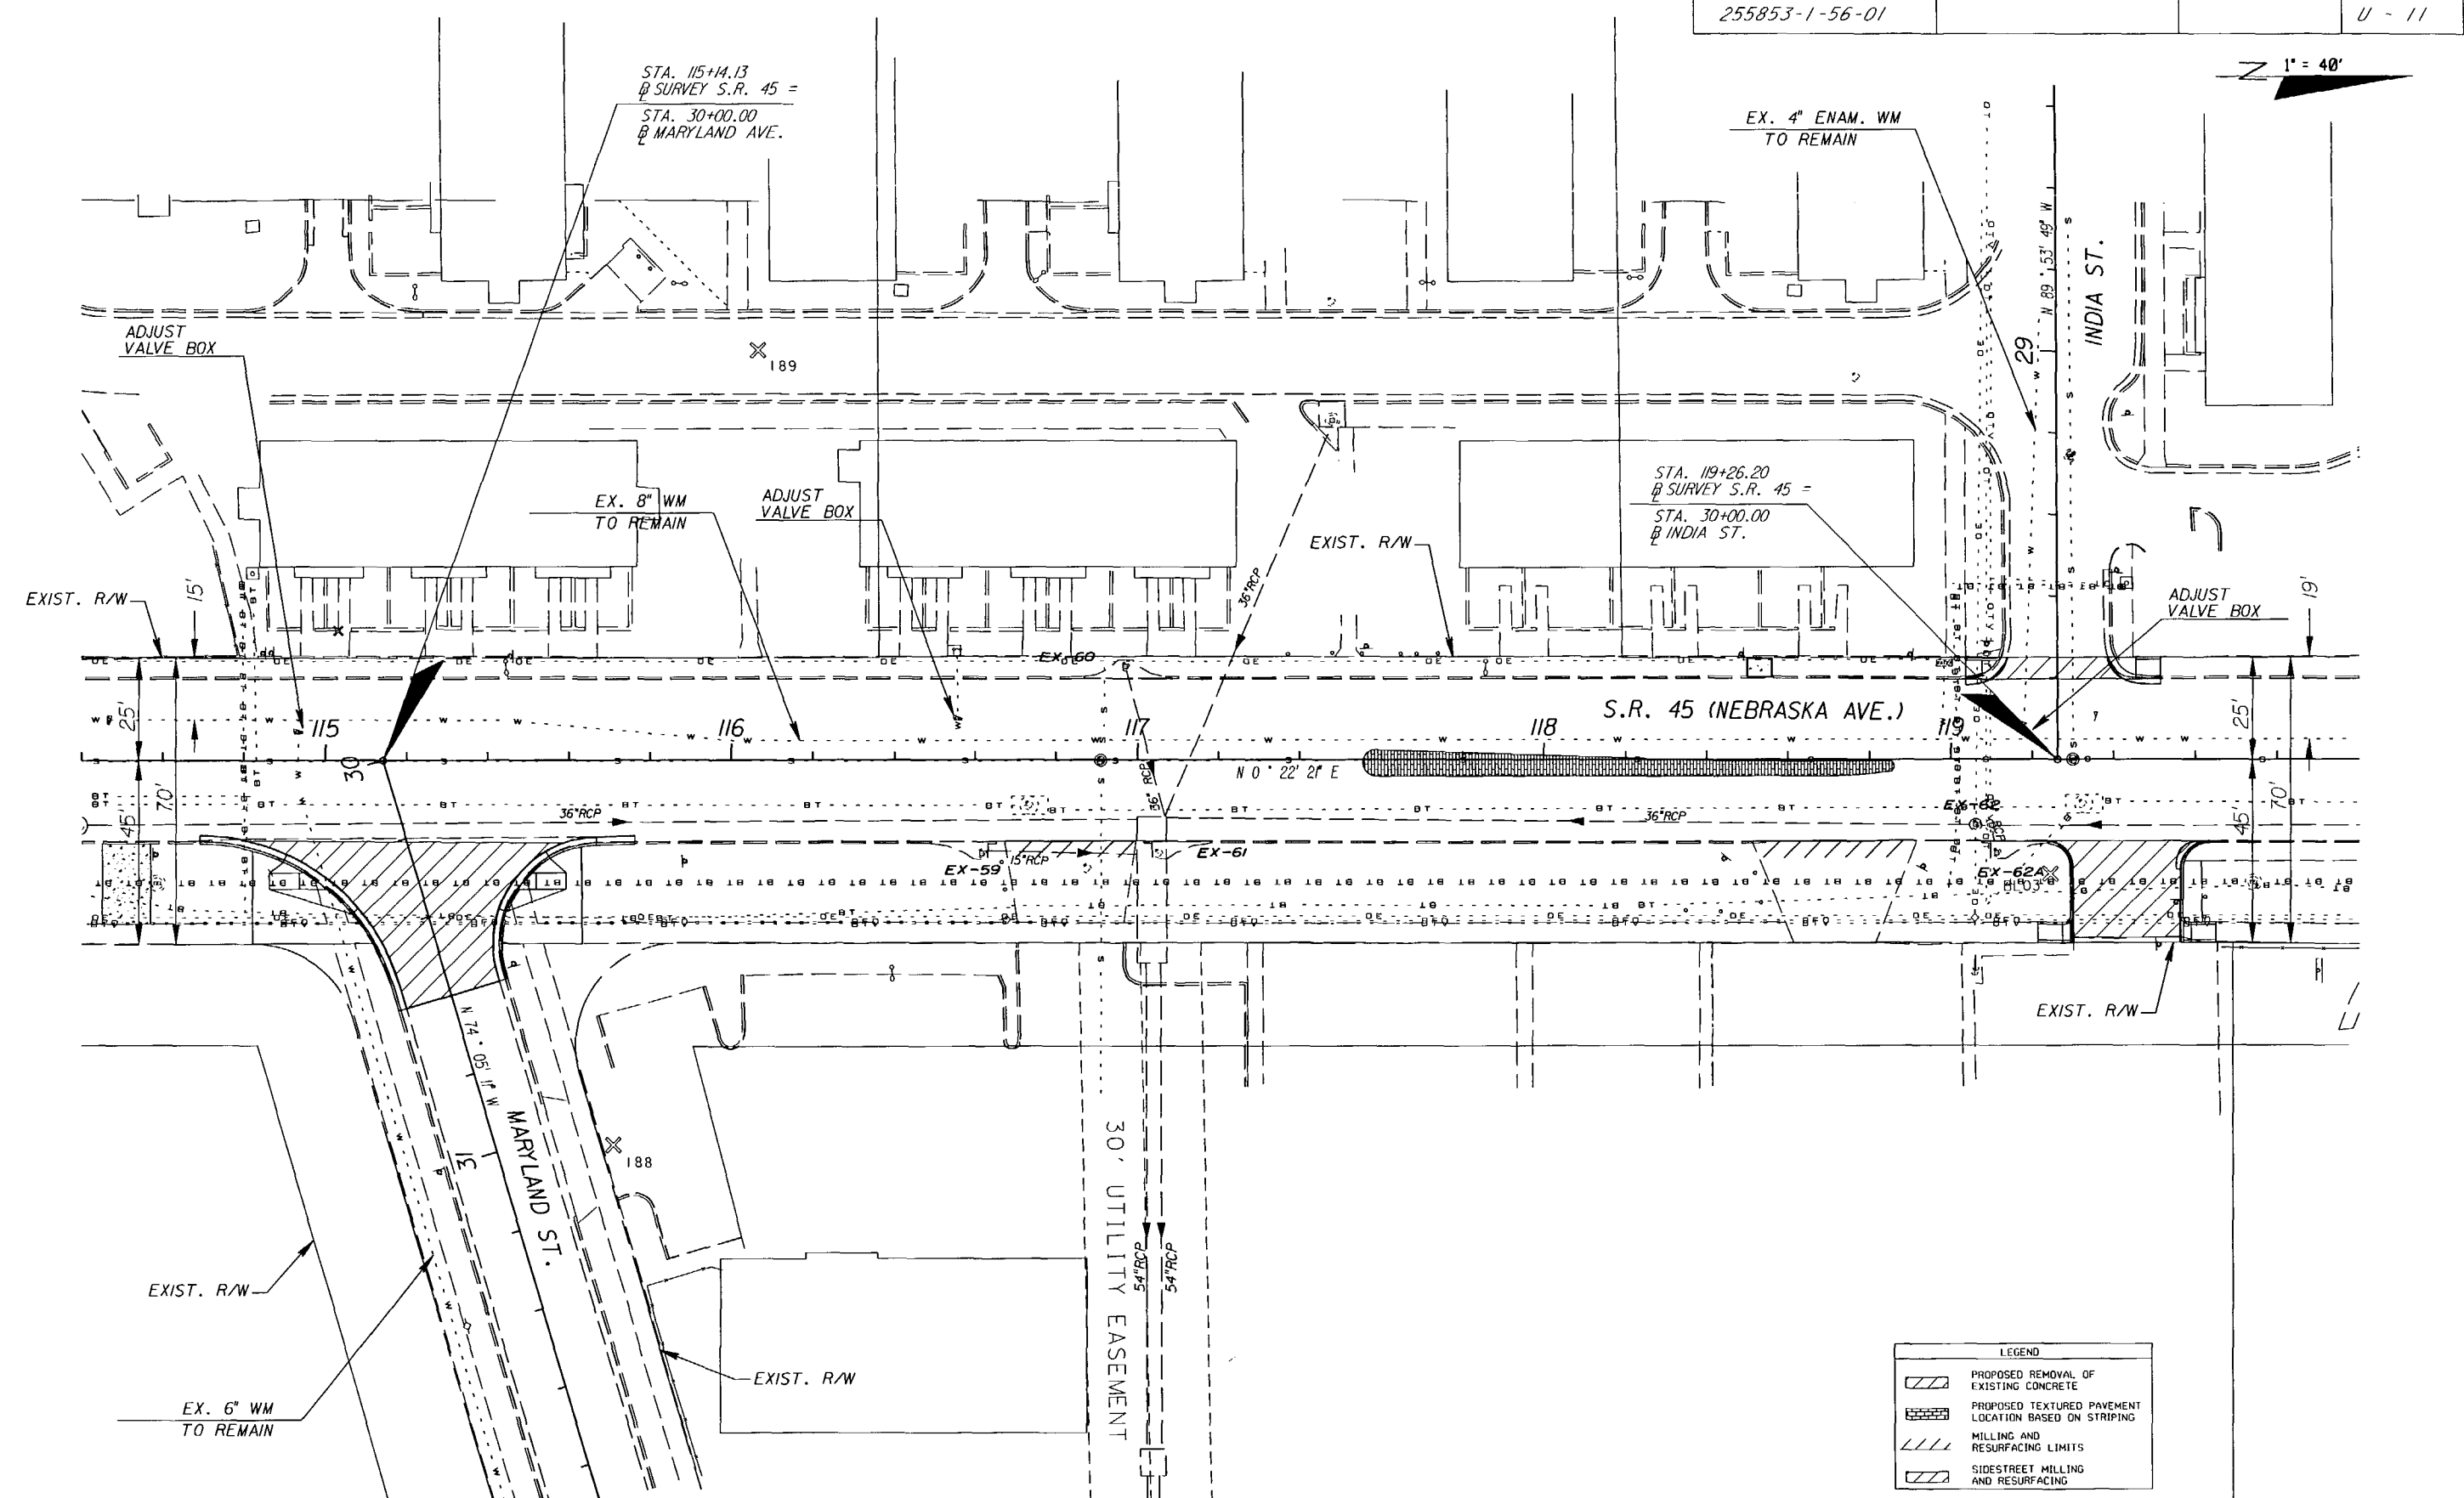 255853-1-56-01
U - 11
1" = 40'
STA. 115+14.13
℄ SURVEY S.R. 45 =
STA. 30+00.00
℄ MARYLAND AVE.
EX. 4" ENAM. WM
TO REMAIN
N 89° 53' 49" W
INDIA ST.
29
ADJUST
VALVE BOX
189
EX. 8" WM
TO REMAIN
ADJUST
VALVE BOX
STA. 119+26.20
℄ SURVEY S.R. 45 =
STA. 30+00.00
℄ INDIA ST.
EXIST. R/W
36"RCP
EXIST. R/W
15'
ADJUST
VALVE BOX
19'
EX-60
S.R. 45 (NEBRASKA AVE.)
25'
115
116
117
118
119
25'
30
N 0° 22' 21" E
36" RCP
70'
45'
36"RCP
36"RCP
EX-62
70'
45'
EX-59
15"RCP
EX-61
EX-62A
BL03
EXIST. R/W
N 74° 05' 11" W
31
MARYLAND ST.
188
30' UTILITY EASEMENT
54"RCP
54"RCP
EXIST. R/W
EXIST. R/W
EX. 6" WM
TO REMAIN
LEGEND
PROPOSED REMOVAL OF
EXISTING CONCRETE
PROPOSED TEXTURED PAVEMENT
LOCATION BASED ON STRIPING
MILLING AND
RESURFACING LIMITS
SIDESTREET MILLING
AND RESURFACING